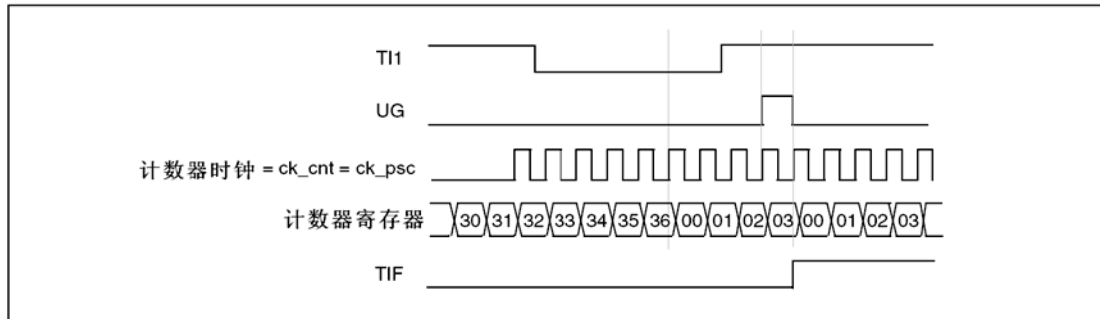 TI1
UG
计数器时钟 = ck_cnt = ck_psc
计数器寄存器 30 31 32 33 34 35 36 00 01 02 03 00 01 02 03
TIF